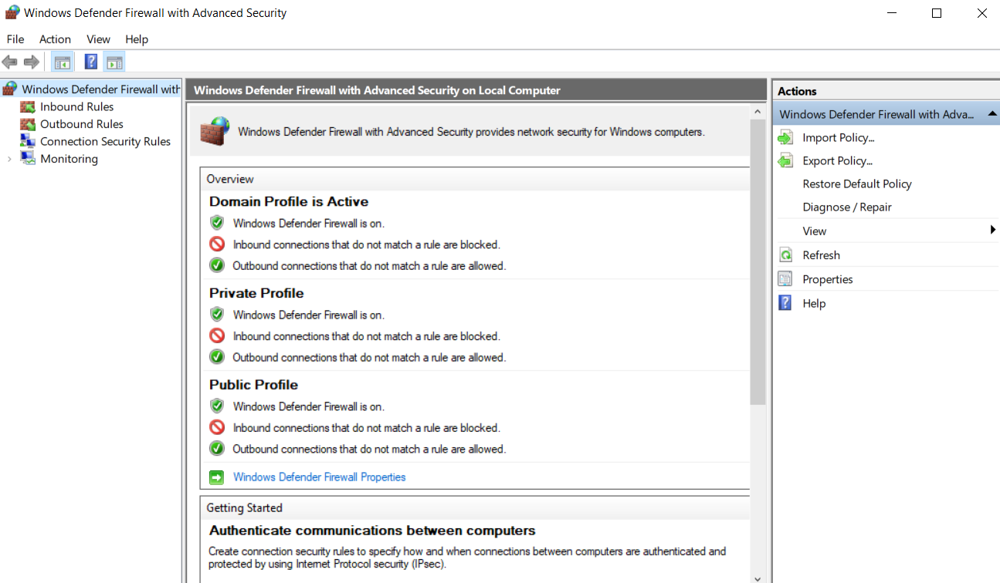 Windows Defender Firewall with Advanced Security
File Action View Help
Windows Defender Firewall with
Inbound Rules
Outbound Rules
Connection Security Rules
Monitoring
Windows Defender Firewall with Advanced Security on Local Computer
Windows Defender Firewall with Advanced Security provides network security for Windows computers.
Overview
Domain Profile is Active
Windows Defender Firewall is on.
Inbound connections that do not match a rule are blocked.
Outbound connections that do not match a rule are allowed.
Private Profile
Windows Defender Firewall is on.
Inbound connections that do not match a rule are blocked.
Outbound connections that do not match a rule are allowed.
Public Profile
Windows Defender Firewall is on.
Inbound connections that do not match a rule are blocked.
Outbound connections that do not match a rule are allowed.
Windows Defender Firewall Properties
Getting Started
Authenticate communications between computers
Create connection security rules to specify how and when connections between computers are authenticated and
protected by using Internet Protocol security (IPsec).
Actions
Windows Defender Firewall with Adva...
Import Policy...
Export Policy...
Restore Default Policy
Diagnose / Repair
View
Refresh
Properties
Help